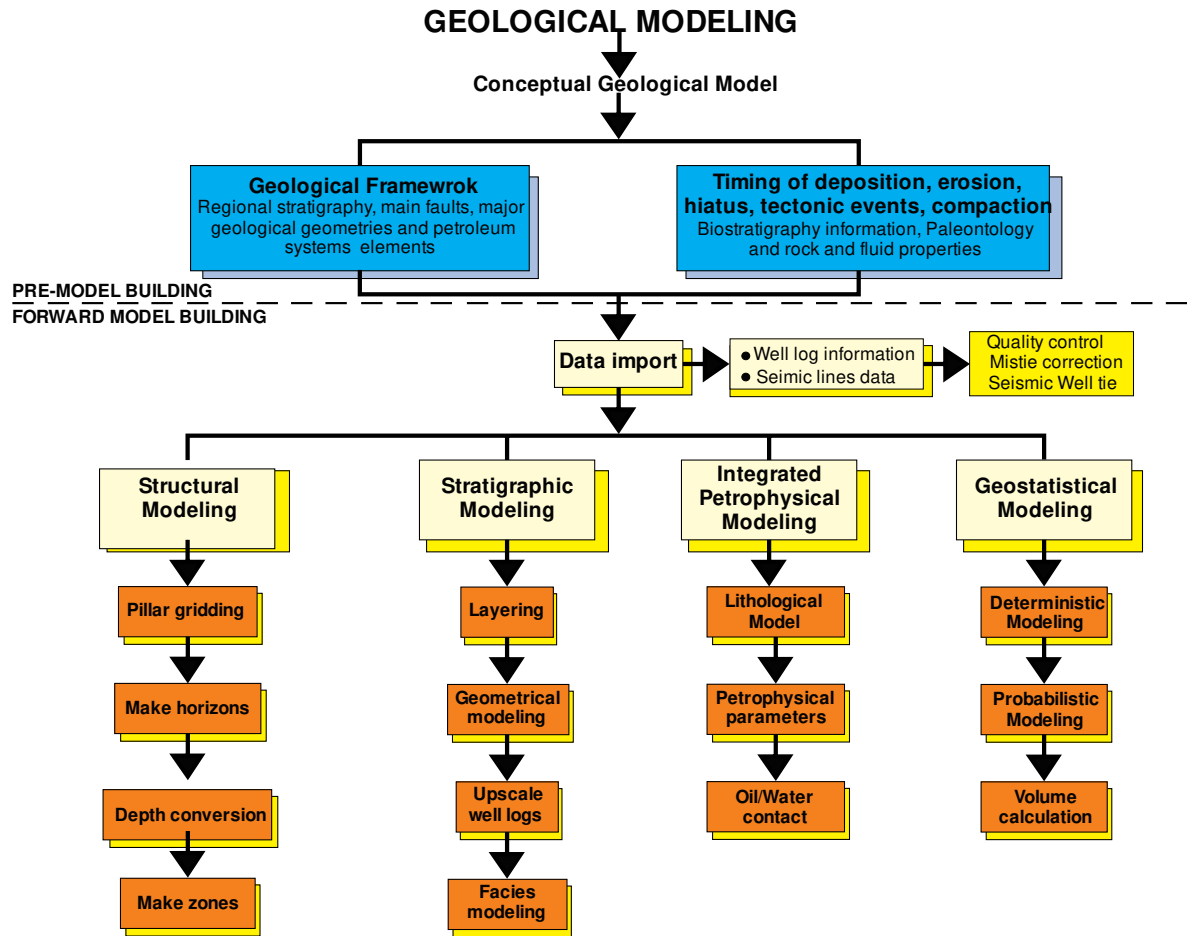 GEOLOGICAL MODELING
Conceptual Geological Model
Geological Framewrok
Regional stratigraphy, main faults, major
geological geometries and petroleum
systems elements
Timing of deposition, erosion,
hiatus, tectonic events, compaction
Biostratigraphy information, Paleontology
and rock and fluid properties
PRE-MODEL BUILDING
FORWARD MODEL BUILDING
Data import
● Well log information
● Seimic lines data
Quality control
Mistie correction
Seismic Well tie
Structural
Modeling
Pillar gridding
Make horizons
Depth conversion
Make zones
Stratigraphic
Modeling
Layering
Geometrical
modeling
Upscale
well logs
Facies
modeling
Integrated
Petrophysical
Modeling
Lithological
Model
Petrophysical
parameters
Oil/Water
contact
Geostatistical
Modeling
Deterministic
Modeling
Probabilistic
Modeling
Volume
calculation